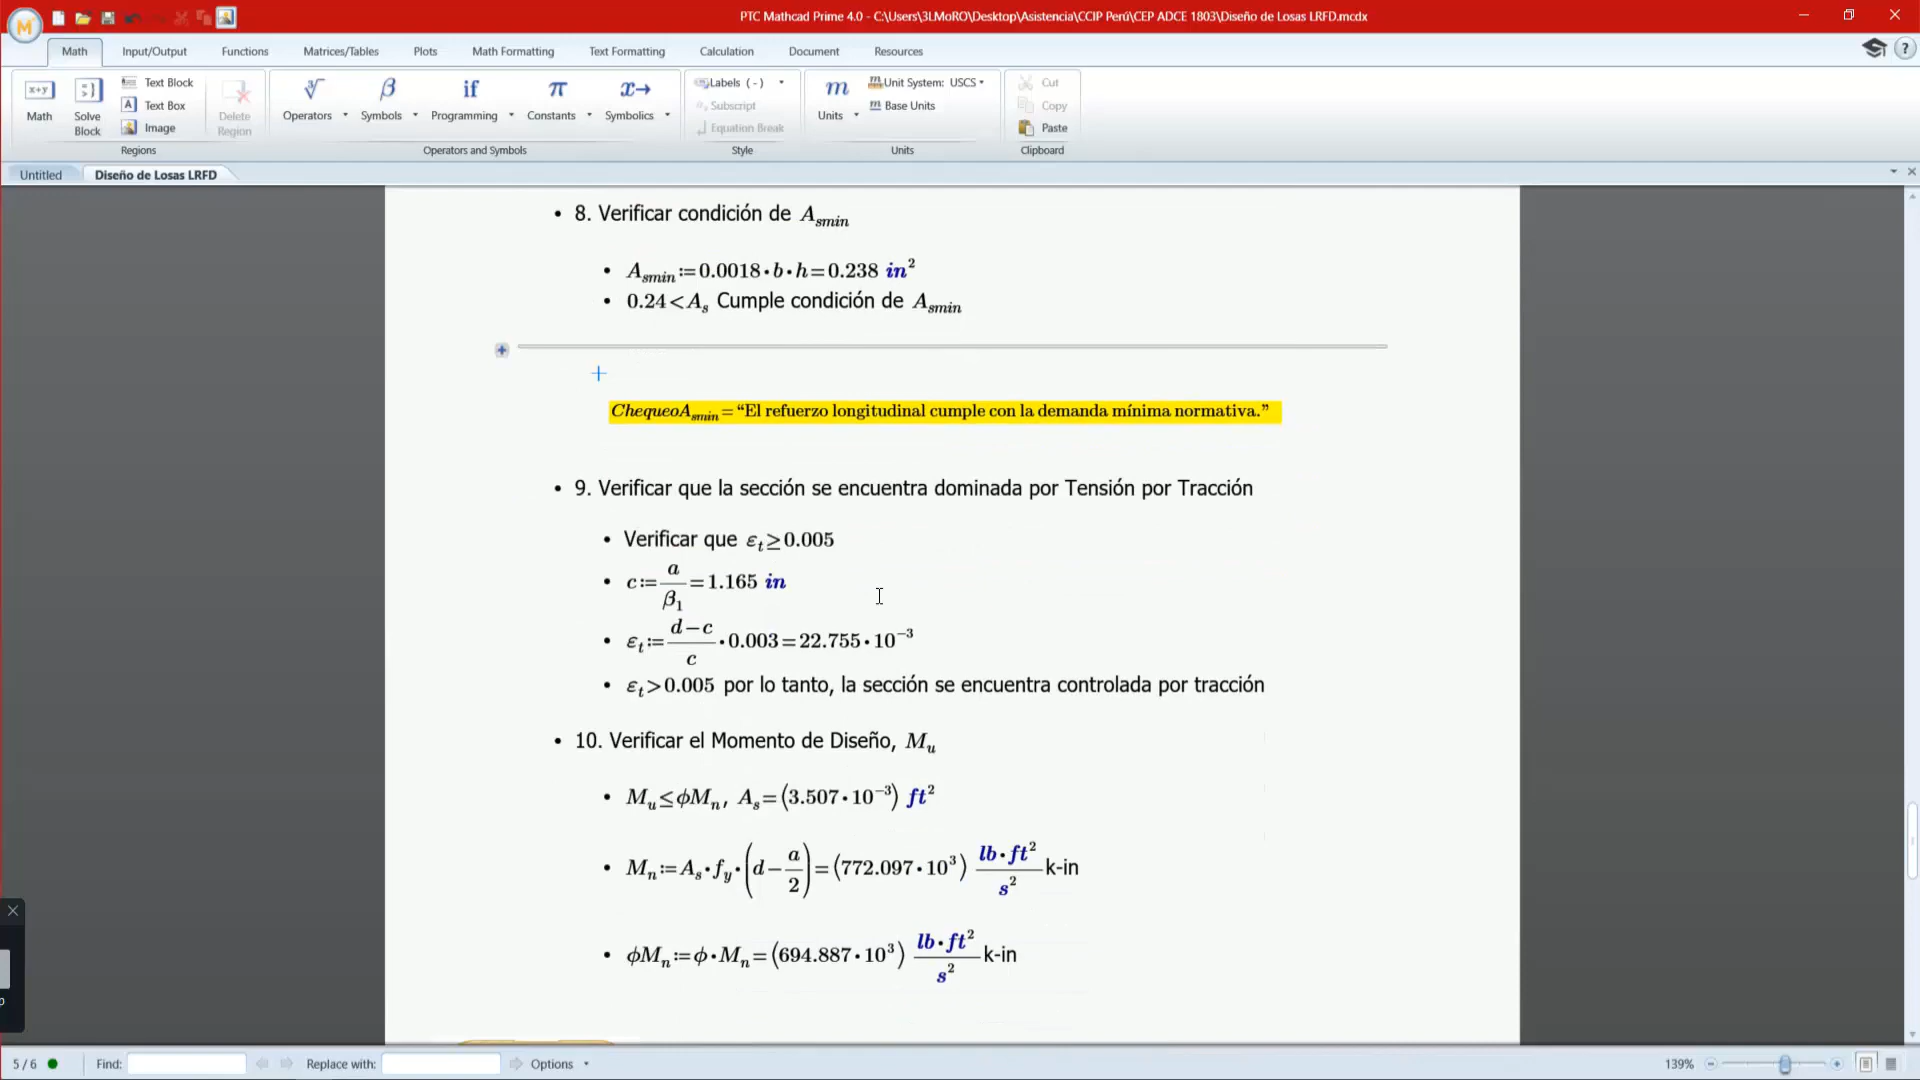 PTC Mathcad Prime 4.0 - C:\Users\3LMoRO\Desktop\Asistencia\CCIP Perú\CEP ADCE 1803\Diseño de Losas LRFD.mcdx
Math Input/Output Functions Matrices/Tables Plots Math Formatting Text Formatting Calculation Document Resources
Math
Solve Block
Text Block
Text Box
Image
Delete Region
Operators
Symbols
Programming
Constants
Symbolics
Labels ( - )
Subscript
Equation Break
Units
Unit System: USCS
Base Units
Cut
Copy
Paste
Regions Operators and Symbols Style Units Clipboard
Untitled Diseño de Losas LRFD
• 8. Verificar condición de A_smin
• A_smin := 0.0018 • b • h = 0.238 in²
• 0.24 < A_s Cumple condición de A_smin
ChequeoA_smin = “El refuerzo longitudinal cumple con la demanda mínima normativa.”
• 9. Verificar que la sección se encuentra dominada por Tensión por Tracción
• Verificar que ε_t ≥ 0.005
• c := a/β₁ = 1.165 in
• ε_t := (d − c)/c • 0.003 = 22.755 • 10⁻³
• ε_t > 0.005 por lo tanto, la sección se encuentra controlada por tracción
• 10. Verificar el Momento de Diseño, M_u
• M_u ≤ ϕM_n, A_s = (3.507 • 10⁻³) ft²
• M_n := A_s • f_y • (d − a/2) = (772.097 • 10³) lb • ft²/s² k-in
• ϕM_n := ϕ • M_n = (694.887 • 10³) lb • ft²/s² k-in
5 / 6 Find: Replace with: Options 139%